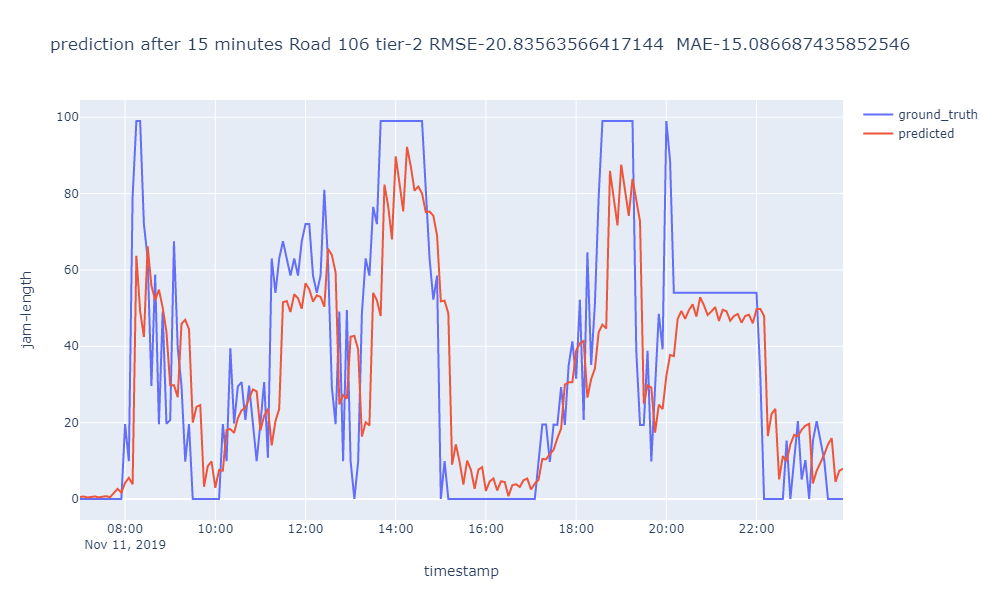 prediction after 15 minutes Road 106 tier-2 RMSE-20.83563566417144 MAE-15.086687435852546
ground_truth
predicted
100
80
60
40
20
0
jam-length
08:00 10:00 12:00 14:00 16:00 18:00 20:00 22:00
Nov 11, 2019
timestamp